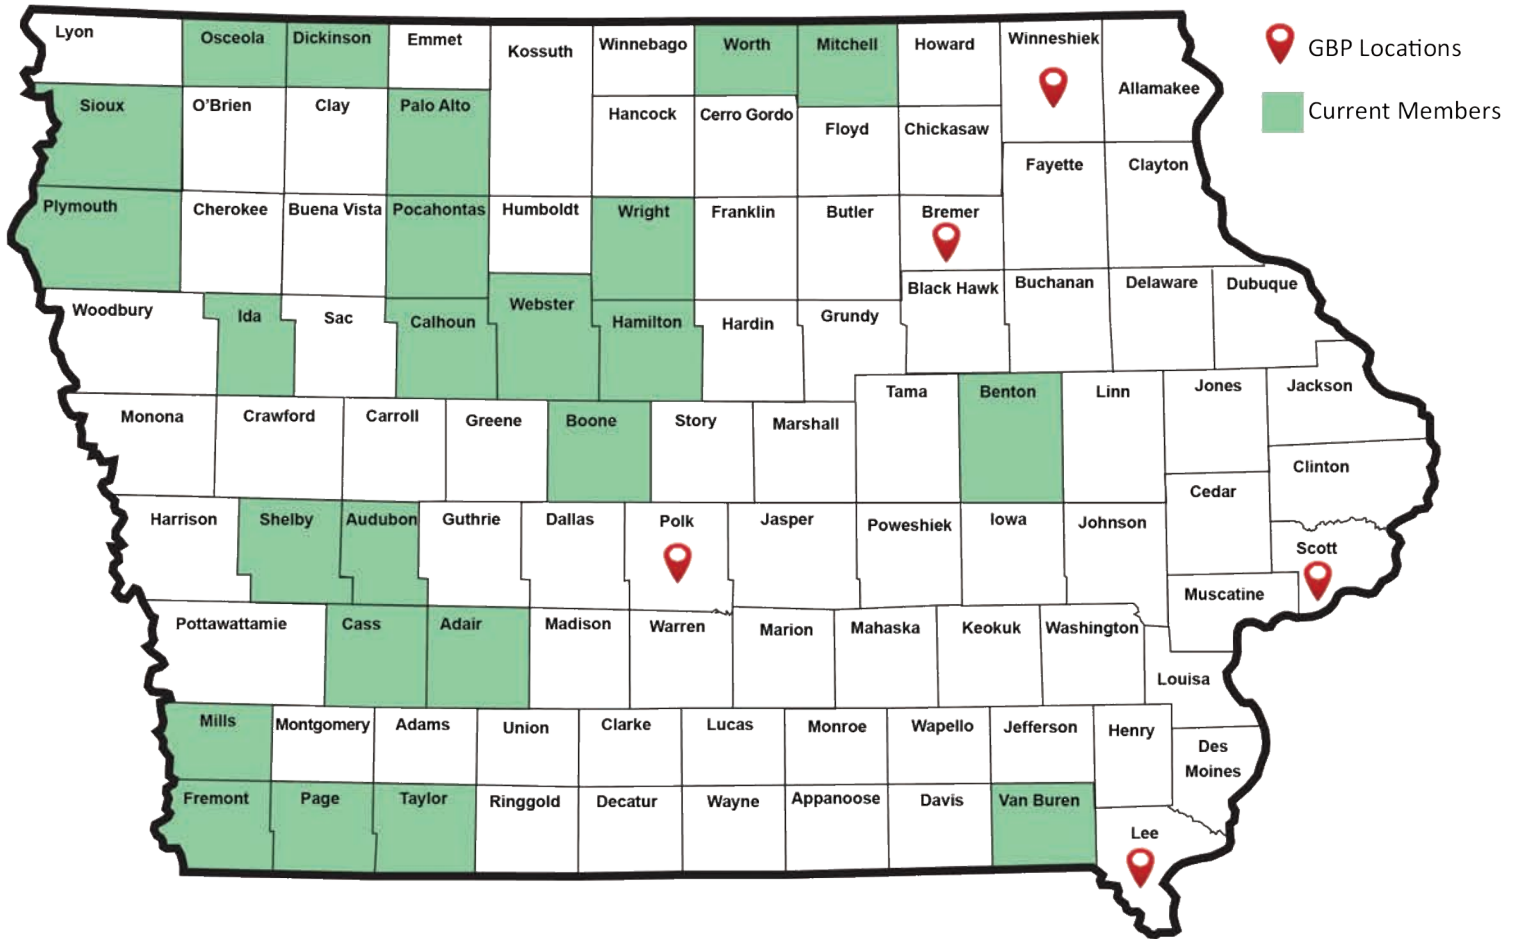 Lyon
Osceola
Dickinson
Emmet
Kossuth
Winnebago
Worth
Mitchell
Howard
Winneshiek
Allamakee
GBP Locations
Current Members
Sioux
O'Brien
Clay
Palo Alto
Hancock
Cerro Gordo
Floyd
Chickasaw
Fayette
Clayton
Plymouth
Cherokee
Buena Vista
Pocahontas
Humboldt
Wright
Franklin
Butler
Bremer
Woodbury
Ida
Sac
Calhoun
Webster
Hamilton
Hardin
Grundy
Black Hawk
Buchanan
Delaware
Dubuque
Monona
Crawford
Carroll
Greene
Boone
Story
Marshall
Tama
Benton
Linn
Jones
Jackson
Clinton
Cedar
Harrison
Shelby
Audubon
Guthrie
Dallas
Polk
Jasper
Poweshiek
Iowa
Johnson
Scott
Muscatine
Pottawattamie
Cass
Adair
Madison
Warren
Marion
Mahaska
Keokuk
Washington
Louisa
Mills
Montgomery
Adams
Union
Clarke
Lucas
Monroe
Wapello
Jefferson
Henry
Des
Moines
Fremont
Page
Taylor
Ringgold
Decatur
Wayne
Appanoose
Davis
Van Buren
Lee